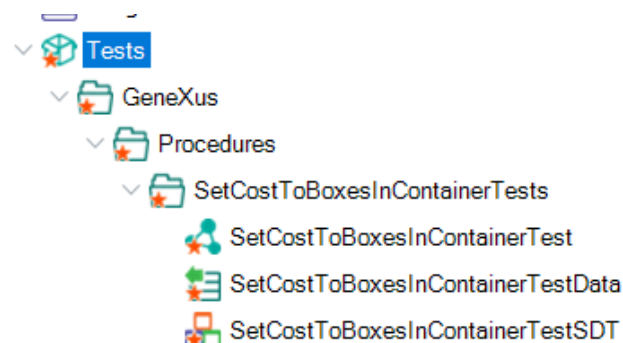 Tests
GeneXus
Procedures
SetCostToBoxesInContainerTests
SetCostToBoxesInContainerTest
SetCostToBoxesInContainerTestData
SetCostToBoxesInContainerTestSDT